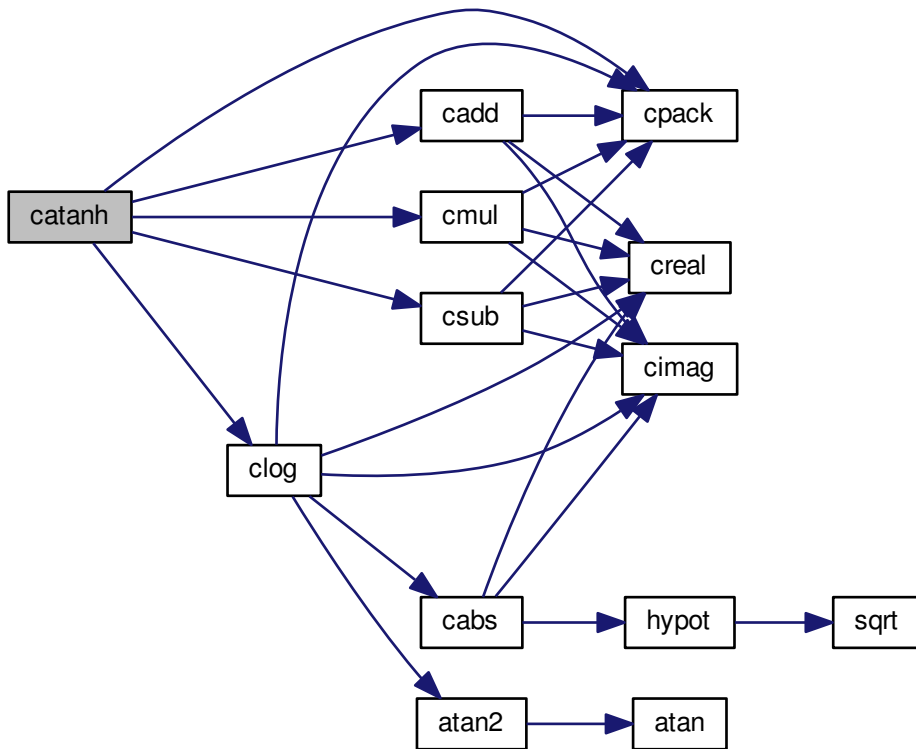 catanh
cadd
cpack
cmul
creal
csub
cimag
clog
cabs
hypot
sqrt
atan2
atan